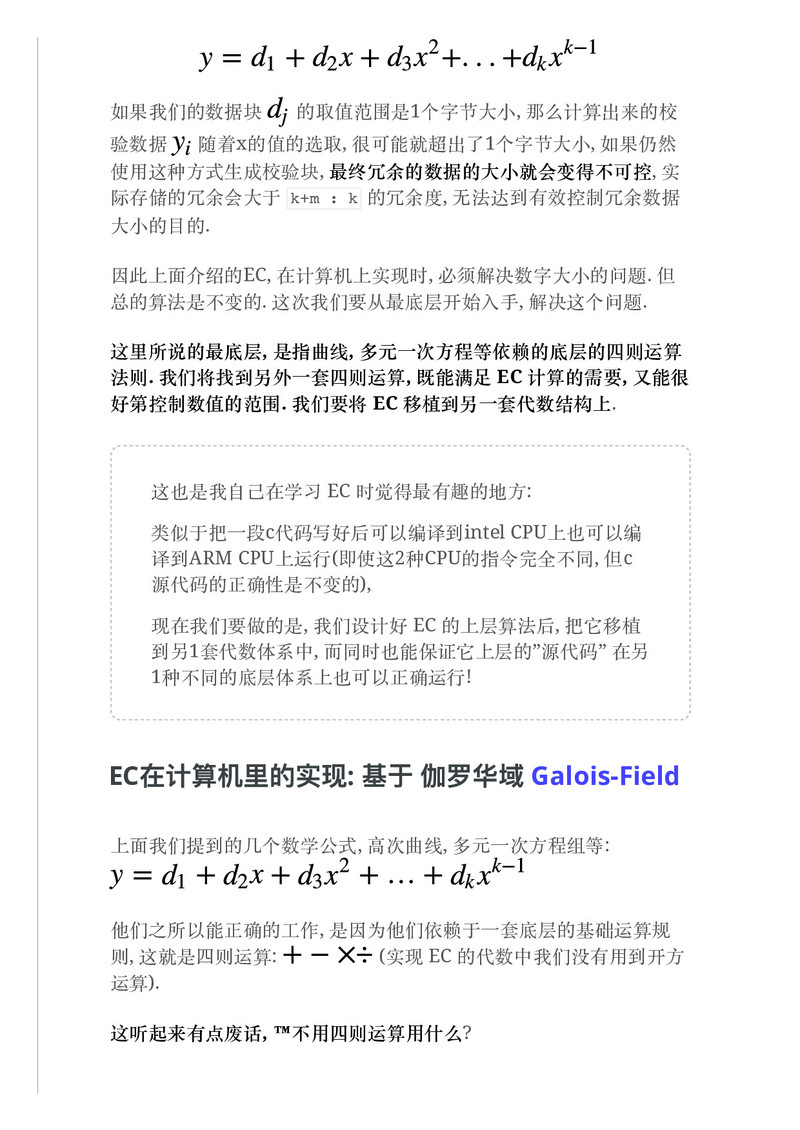 y = d₁ + d₂x + d₃x²+. . . +dₖxᵏ⁻¹
如果我们的数据块 dⱼ 的取值范围是1个字节大小, 那么计算出来的校
验数据 yᵢ 随着x的值的选取, 很可能就超出了1个字节大小, 如果仍然
使用这种方式生成校验块, 最终冗余的数据的大小就会变得不可控, 实
际存储的冗余会大于 k+m : k 的冗余度, 无法达到有效控制冗余数据
大小的目的.
因此上面介绍的EC, 在计算机上实现时, 必须解决数字大小的问题. 但
总的算法是不变的. 这次我们要从最底层开始入手, 解决这个问题.
这里所说的最底层, 是指曲线, 多元一次方程等依赖的底层的四则运算
法则. 我们将找到另外一套四则运算, 既能满足 EC 计算的需要, 又能很
好第控制数值的范围. 我们要将 EC 移植到另一套代数结构上.
这也是我自己在学习 EC 时觉得最有趣的地方:
类似于把一段c代码写好后可以编译到intel CPU上也可以编
译到ARM CPU上运行(即使这2种CPU的指令完全不同, 但c
源代码的正确性是不变的),
现在我们要做的是, 我们设计好 EC 的上层算法后, 把它移植
到另1套代数体系中, 而同时也能保证它上层的”源代码” 在另
1种不同的底层体系上也可以正确运行!
EC在计算机里的实现: 基于 伽罗华域 Galois-Field
上面我们提到的几个数学公式, 高次曲线, 多元一次方程组等:
y = d₁ + d₂x + d₃x² + … + dₖxᵏ⁻¹
他们之所以能正确的工作, 是因为他们依赖于一套底层的基础运算规
则, 这就是四则运算: + − ×÷ (实现 EC 的代数中我们没有用到开方
运算).
这听起来有点废话, ™不用四则运算用什么?